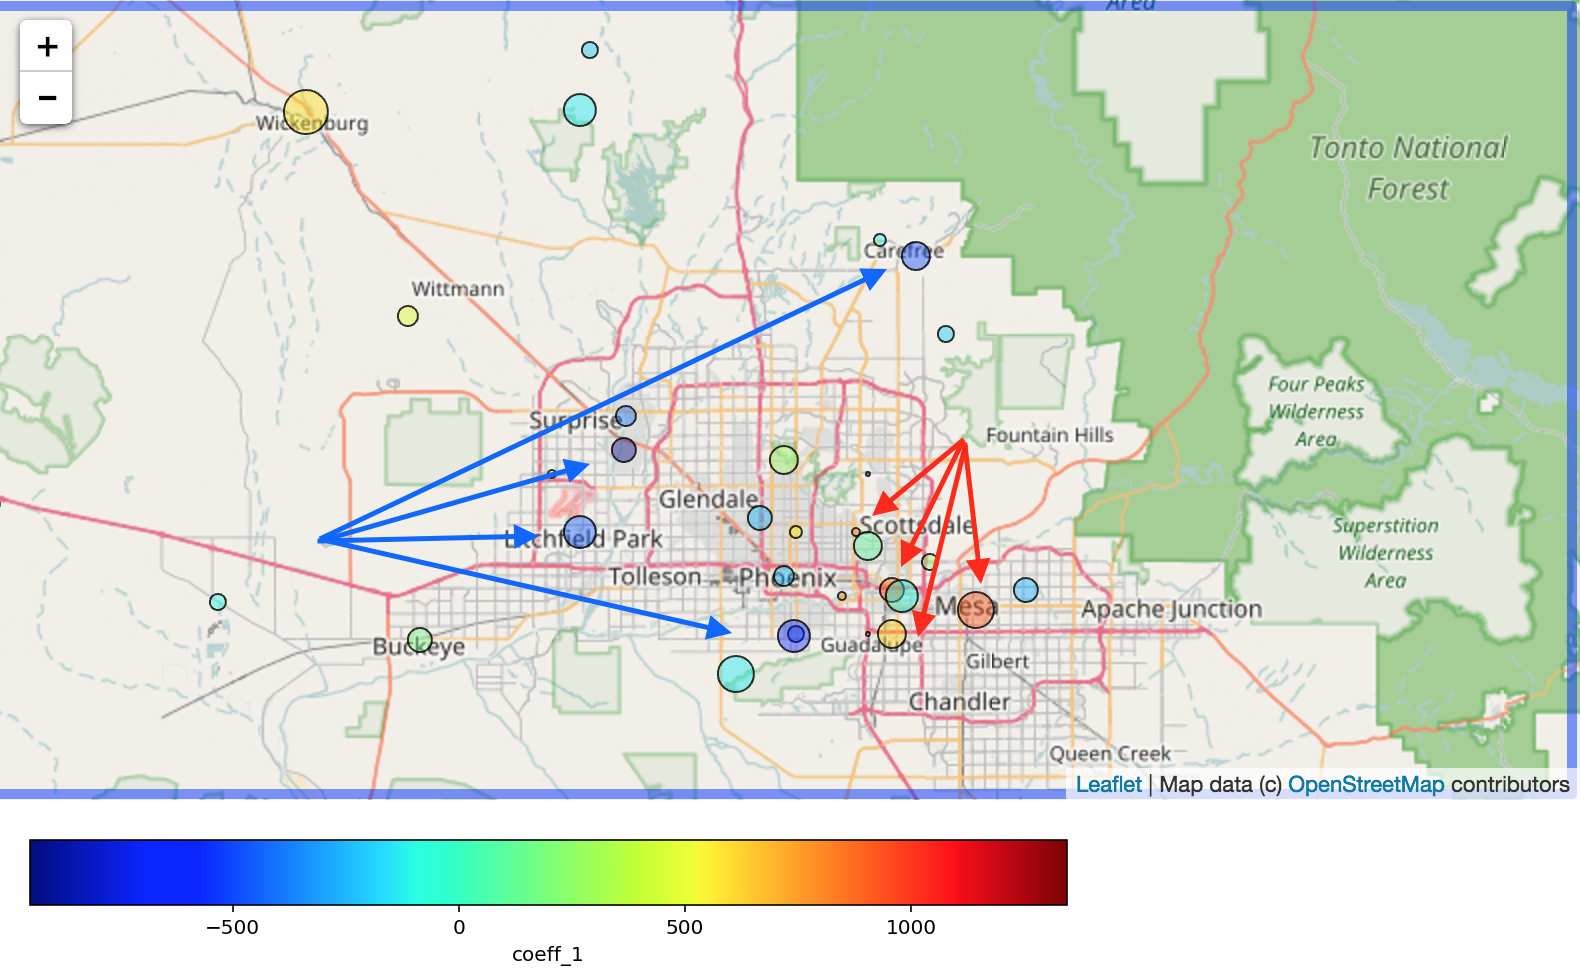 Area
+
−
Wickenburg
Tonto National
Forest
Carefree
Wittmann
Four Peaks
Wilderness
Area
Surprise
Fountain Hills
Glendale
Scottsdale
Superstition
Wilderness
Area
Litchfield Park
Tolleson
Phoenix
Mesa
Apache Junction
Buckeye
Guadalupe
Gilbert
Chandler
Queen Creek
Leaflet | Map data (c) OpenStreetMap contributors
−500 0 500 1000
coeff_1